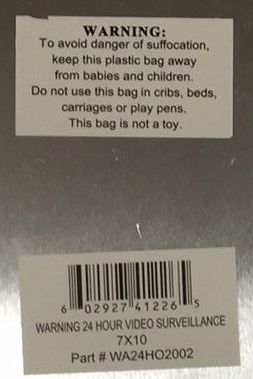 WARNING:
To avoid danger of suffocation,
keep this plastic bag away
from babies and children.
Do not use this bag in cribs, beds,
carriages or play pens.
This bag is not a toy.
6 02927 41226 5
WARNING 24 HOUR VIDEO SURVEILLANCE
7X10
Part # WA24HO2002